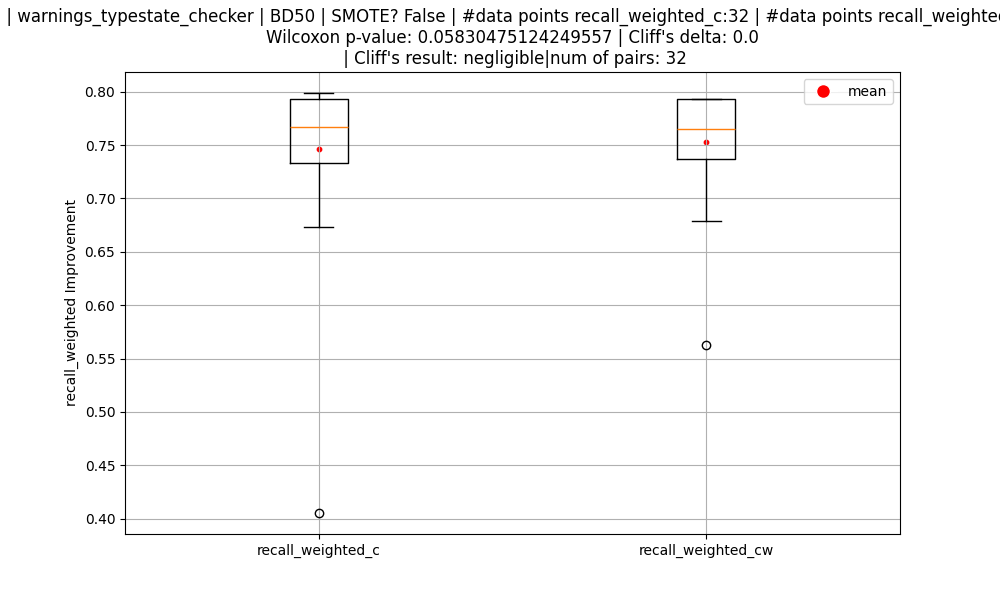 | warnings_typestate_checker | BD50 | SMOTE? False | #data points recall_weighted_c:32 | #data points recall_weighted
Wilcoxon p-value: 0.05830475124249557 | Cliff's delta: 0.0
| Cliff's result: negligible|num of pairs: 32
mean
0.80
0.75
0.70
0.65
0.60
0.55
0.50
0.45
0.40
recall_weighted Improvement
recall_weighted_c
recall_weighted_cw